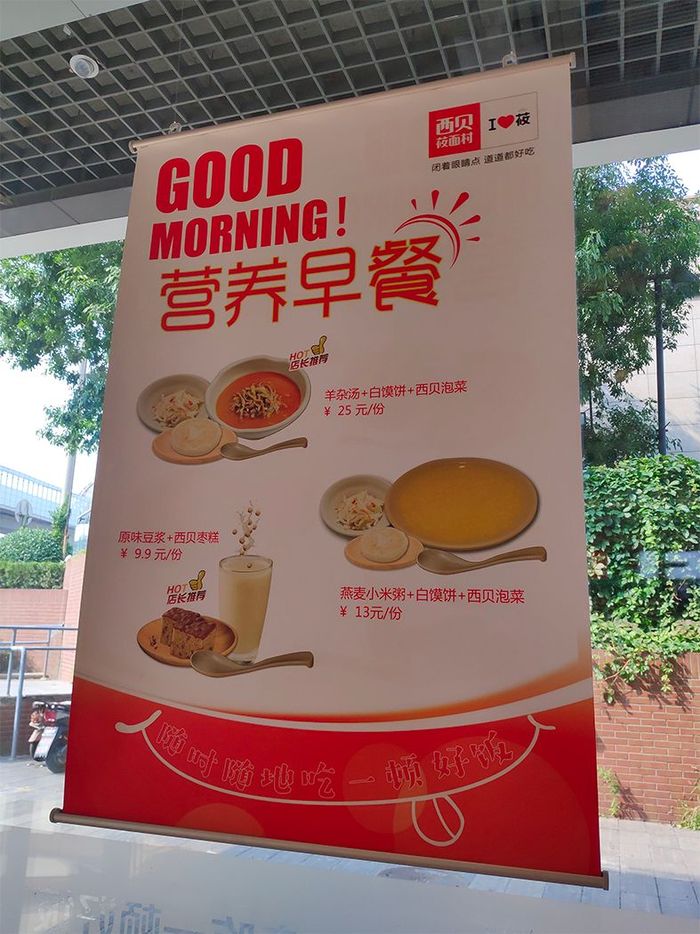 西贝
莜面村
I❤莜
闭着眼睛点 道道都好吃
GOOD
MORNING!
营养早餐
HOT
店长推荐
羊杂汤+白馍饼+西贝泡菜
¥ 25 元/份
原味豆浆+西贝枣糕
¥ 9.9 元/份
HOT
店长推荐
燕麦小米粥+白馍饼+西贝泡菜
¥ 13元/份
随时随地吃一顿好饭